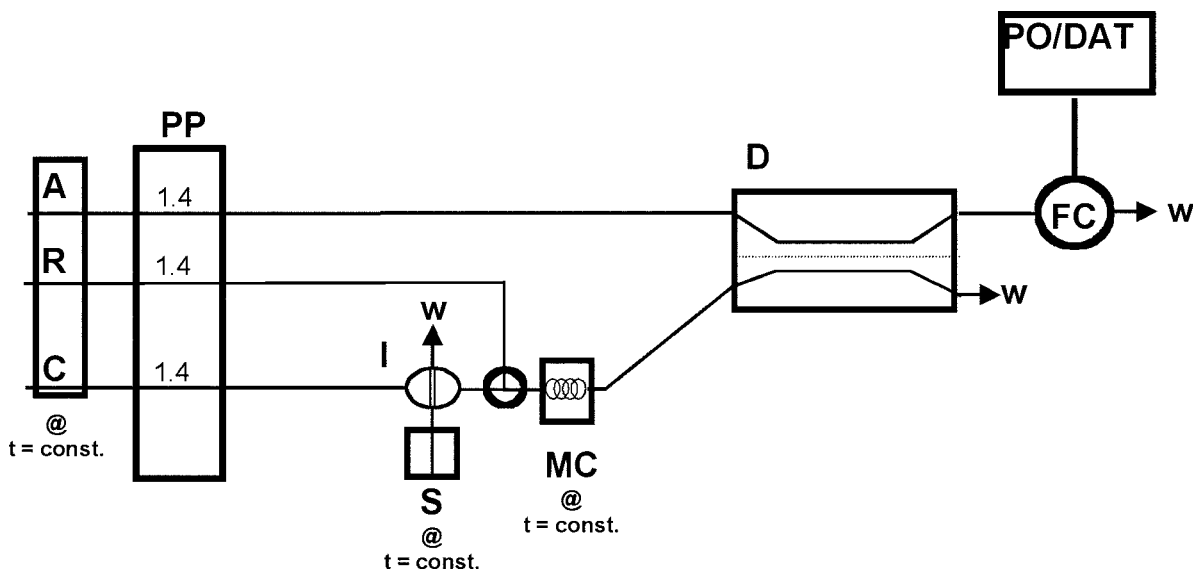 PO/DAT
PP
D
A
1.4
FC
W
R
1.4
W
W
I
C
1.4
@
t = const.
MC
@
t = const.
S
@
t = const.